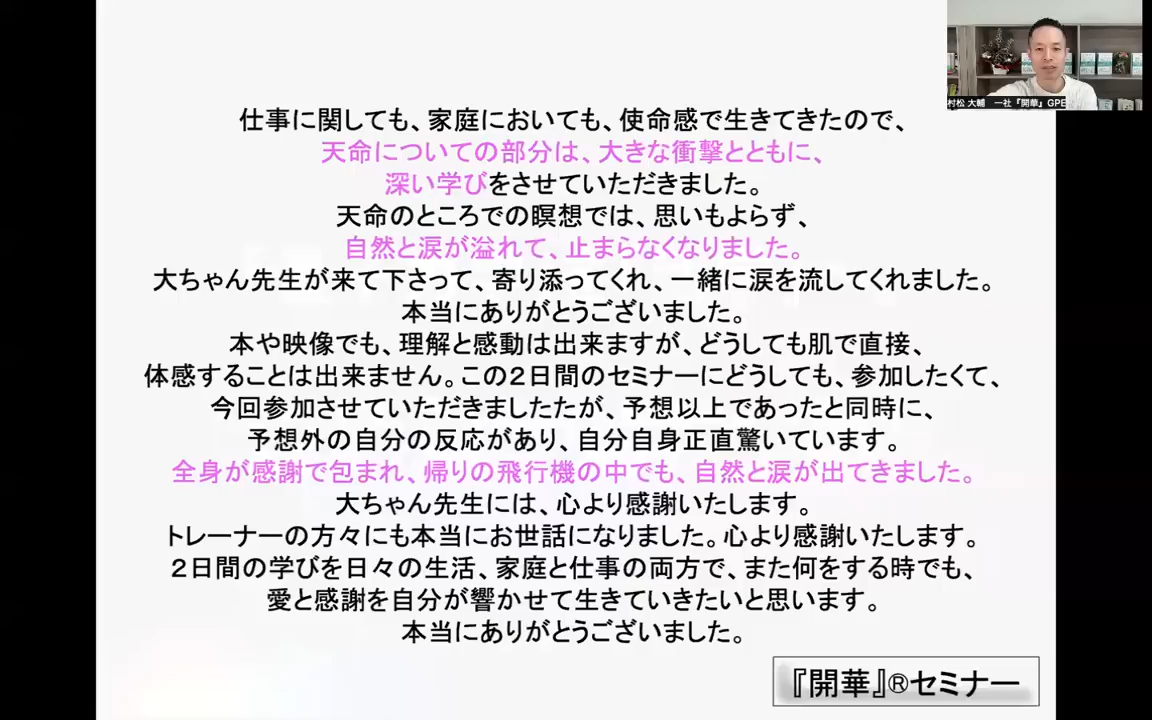 村松 大輔 一社『開華』GPE
仕事に関しても、家庭においても、使命感で生きてきたので、
天命についての部分は、大きな衝撃とともに、
深い学びをさせていただきました。
天命のところでの瞑想では、思いもよらず、
自然と涙が溢れて、止まらなくなりました。
大ちゃん先生が来て下さって、寄り添ってくれ、一緒に涙を流してくれました。
本当にありがとうございました。
本や映像でも、理解と感動は出来ますが、どうしても肌で直接、
体感することは出来ません。この２日間のセミナーにどうしても、参加したくて、
今回参加させていただきましたたが、予想以上であったと同時に、
予想外の自分の反応があり、自分自身正直驚いています。
全身が感謝で包まれ、帰りの飛行機の中でも、自然と涙が出てきました。
大ちゃん先生には、心より感謝いたします。
トレーナーの方々にも本当にお世話になりました。心より感謝いたします。
２日間の学びを日々の生活、家庭と仕事の両方で、また何をする時でも、
愛と感謝を自分が響かせて生きていきたいと思います。
本当にありがとうございました。
『開華』®セミナー